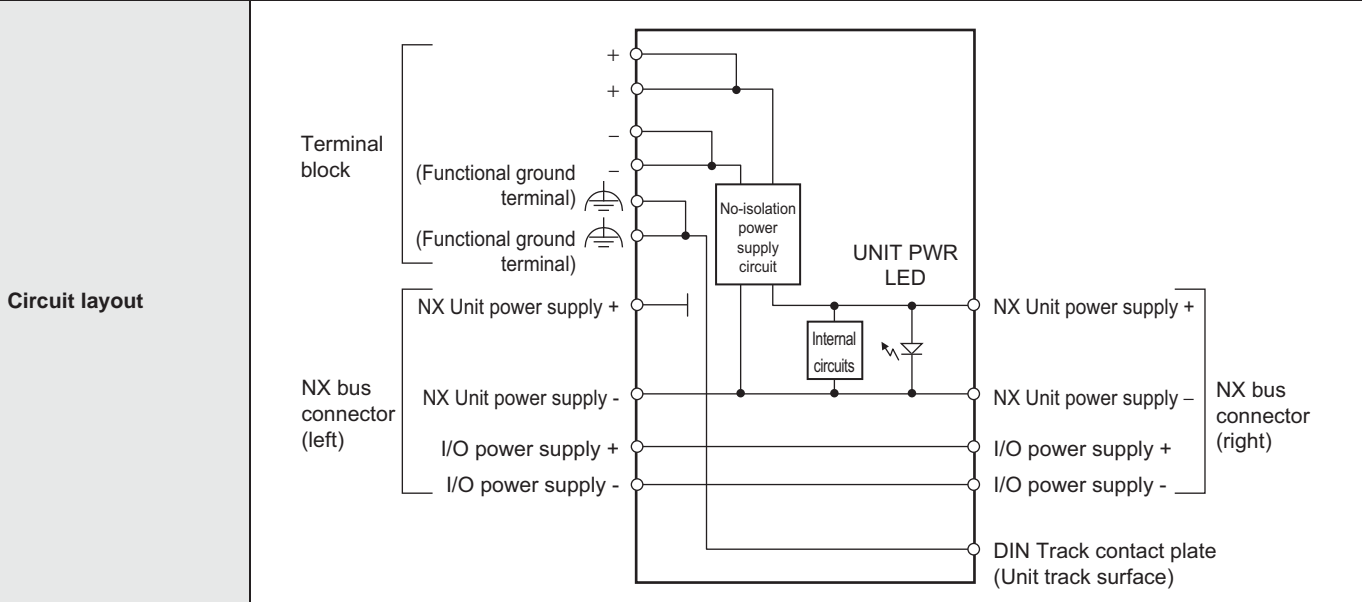 Circuit layout
Terminal
block
+
+
–
–
(Functional ground
terminal)
(Functional ground
terminal)
No-isolation
power
supply
circuit
UNIT PWR
LED
Internal
circuits
NX bus
connector
(left)
NX Unit power supply +
NX Unit power supply -
I/O power supply +
I/O power supply -
NX Unit power supply +
NX Unit power supply –
I/O power supply +
I/O power supply -
NX bus
connector
(right)
DIN Track contact plate
(Unit track surface)